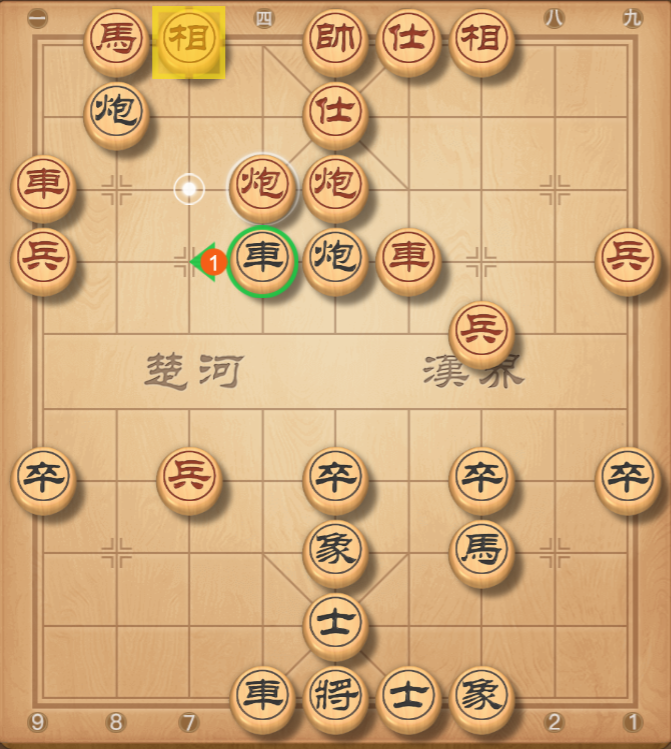 一 四 八 九
馬 相 帥 仕 相
炮 仕
車 炮 炮
兵 1 車 炮 車 兵
兵
楚河 漢界
卒 兵 卒 卒 卒
象 馬
士
車 將 士 象
9 8 7 2 1